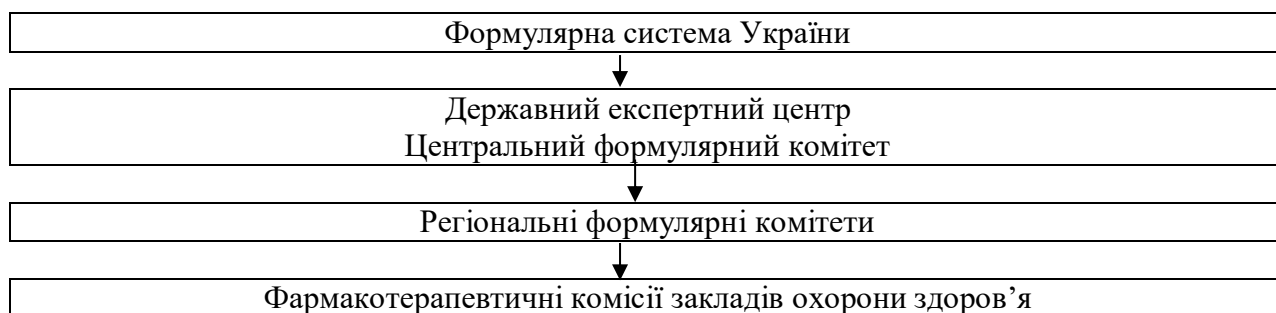 Формулярна система України
Державний експертний центр
Центральний формулярний комітет
Регіональні формулярні комітети
Фармакотерапевтичні комісії закладів охорони здоров’я